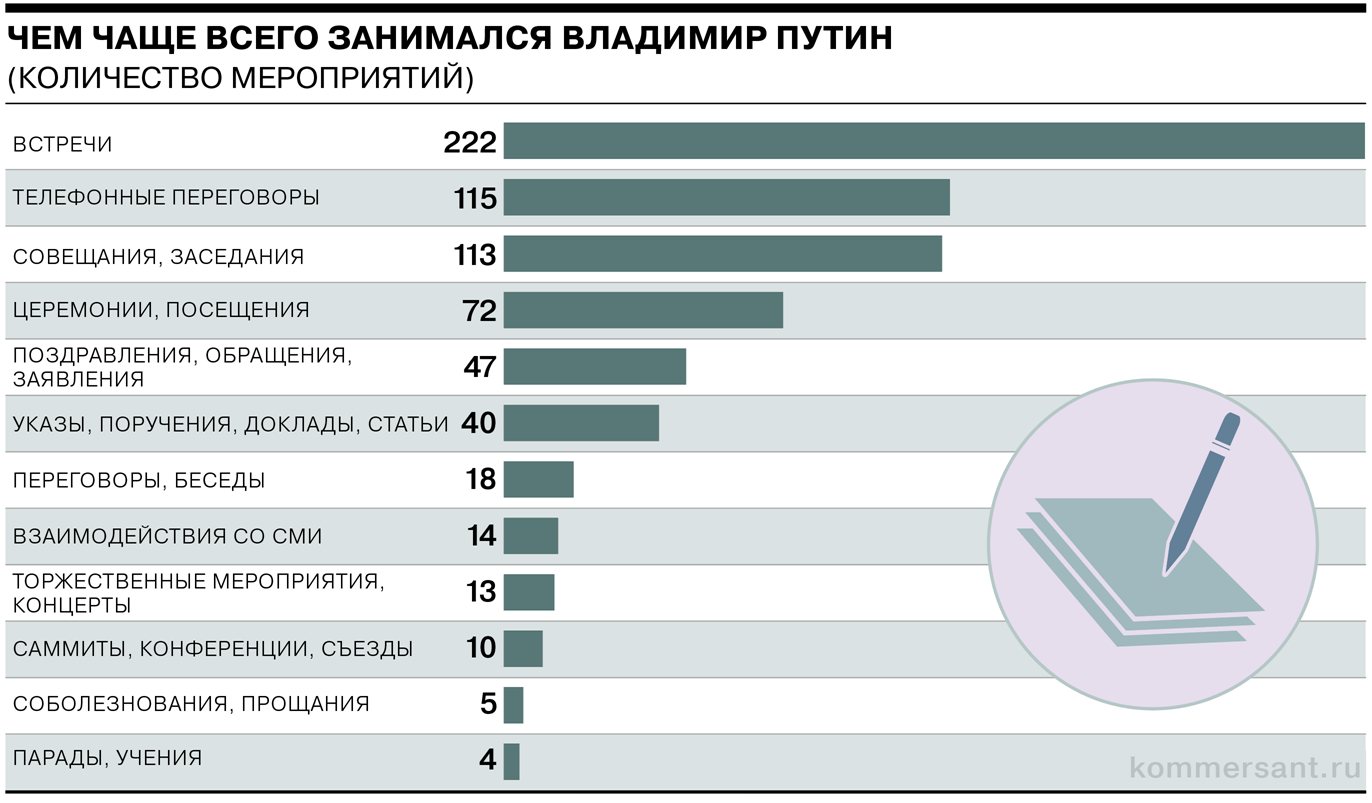 ЧЕМ ЧАЩЕ ВСЕГО ЗАНИМАЛСЯ ВЛАДИМИР ПУТИН
(КОЛИЧЕСТВО МЕРОПРИЯТИЙ)
ВСТРЕЧИ 222
ТЕЛЕФОННЫЕ ПЕРЕГОВОРЫ 115
СОВЕЩАНИЯ, ЗАСЕДАНИЯ 113
ЦЕРЕМОНИИ, ПОСЕЩЕНИЯ 72
ПОЗДРАВЛЕНИЯ, ОБРАЩЕНИЯ,
ЗАЯВЛЕНИЯ 47
УКАЗЫ, ПОРУЧЕНИЯ, ДОКЛАДЫ, СТАТЬИ 40
ПЕРЕГОВОРЫ, БЕСЕДЫ 18
ВЗАИМОДЕЙСТВИЯ СО СМИ 14
ТОРЖЕСТВЕННЫЕ МЕРОПРИЯТИЯ,
КОНЦЕРТЫ 13
САММИТЫ, КОНФЕРЕНЦИИ, СЪЕЗДЫ 10
СОБОЛЕЗНОВАНИЯ, ПРОЩАНИЯ 5
ПАРАДЫ, УЧЕНИЯ 4
kommersant.ru